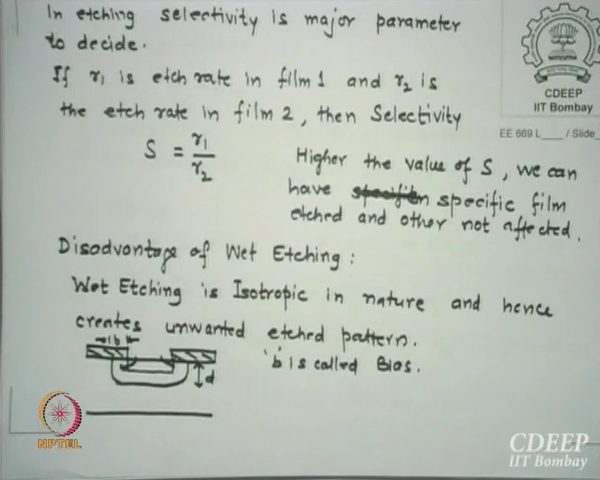 In etching selectivity is major parameter
to decide.
If r1 is etch rate in film 1 and r2 is
the etch rate in film 2, then Selectivity
S = r1/r2
Higher the value of S, we can
have specific film
etched and other not affected.
Disadvantage of Wet Etching:
Wet Etching is Isotropic in nature and hence
creates unwanted etched pattern.
b
d
'b' is called Bias.
CDEEP
IIT Bombay
EE 669 L____ / Slide_
NPTEL
CDEEP
IIT Bombay